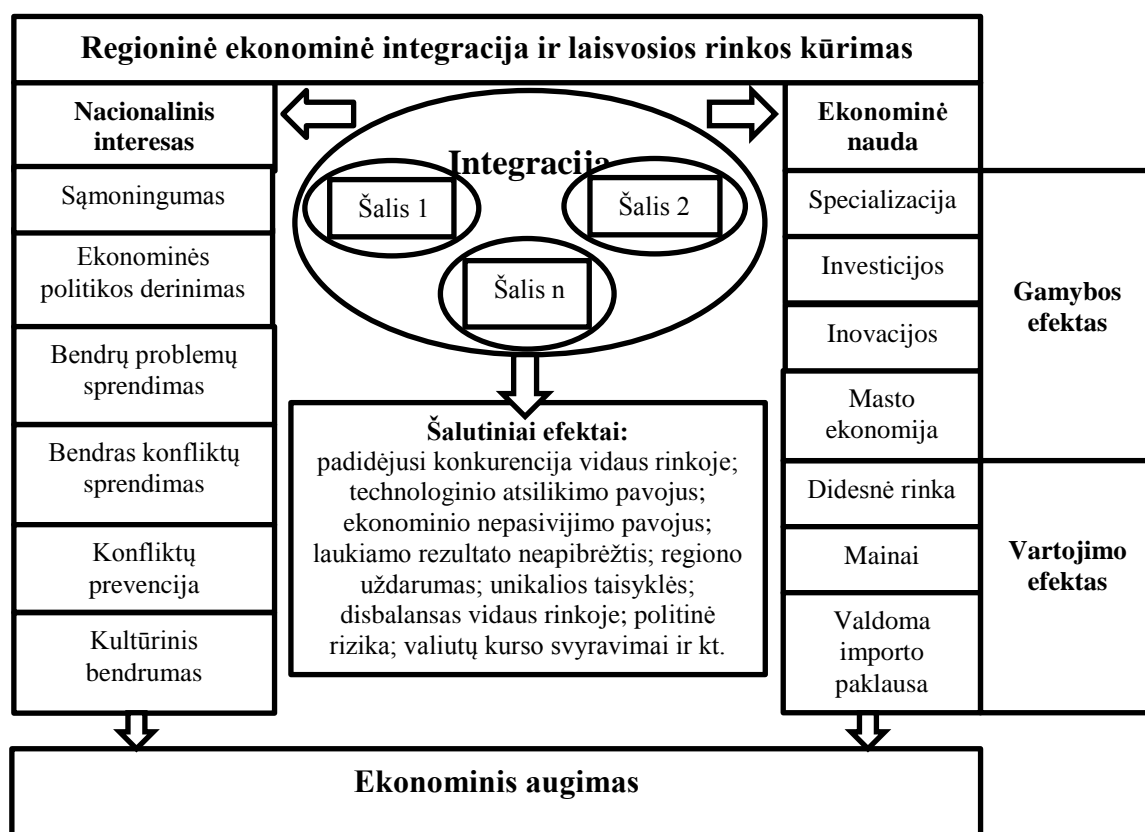 Regioninė ekonominė integracija ir laisvosios rinkos kūrimas
Nacionalinis
interesas
Sąmoningumas
Ekonominės
politikos derinimas
Bendrų problemų
sprendimas
Bendras konfliktų
sprendimas
Konfliktų
prevencija
Kultūrinis
bendrumas
Integracija
Šalis 1
Šalis 2
Šalis n
Šalutiniai efektai:
padidėjusi konkurencija vidaus rinkoje;
technologinio atsilikimo pavojus;
ekonominio nepasivijimo pavojus;
laukiamo rezultato neapibrėžtis; regiono
uždarumas; unikalios taisyklės;
disbalansas vidaus rinkoje; politinė
rizika; valiutų kurso svyravimai ir kt.
Ekonominė
nauda
Specializacija
Investicijos
Inovacijos
Masto
ekonomija
Didesnė rinka
Mainai
Valdoma
importo
paklausa
Gamybos
efektas
Vartojimo
efektas
Ekonominis augimas